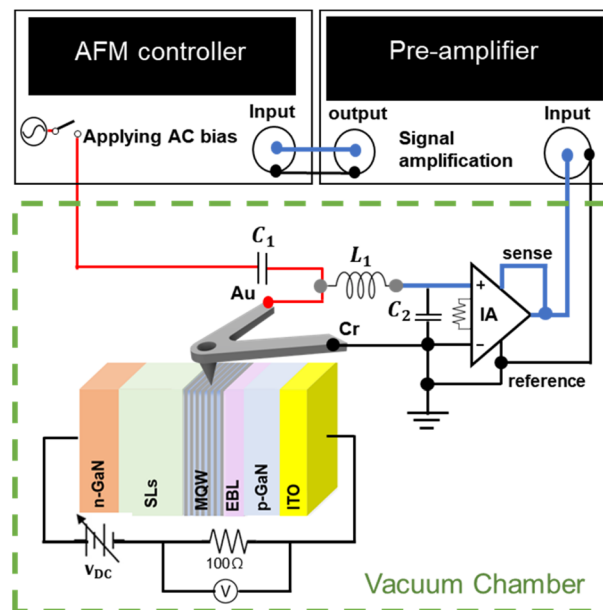 AFM controller
Pre-amplifier
Input
output
Input
Applying AC bias
Signal
amplification
C₁
L₁
sense
Au
+
C₂
IA
Cr
−
reference
n-GaN
SLs
MQW
EBL
p-GaN
ITO
100Ω
V_DC
V
Vacuum Chamber